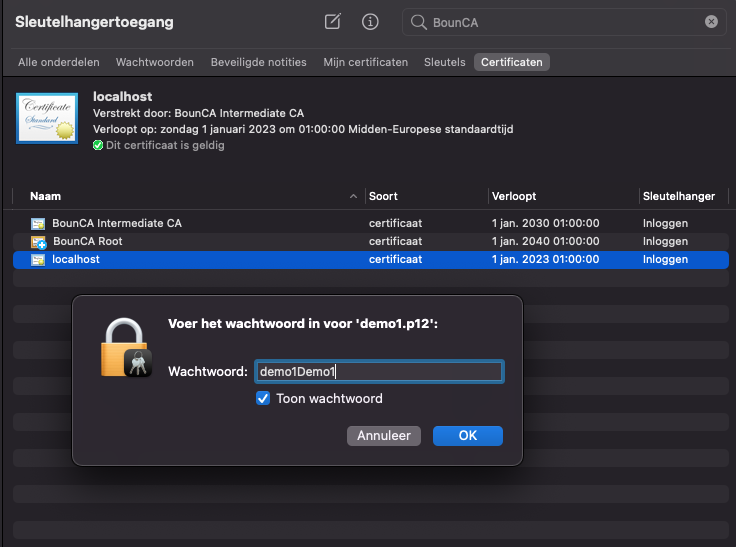 Sleutelhangertoegang
BounCA
Alle onderdelen Wachtwoorden Beveiligde notities Mijn certificaten Sleutels Certificaten
Certificate
Standard
localhost
Verstrekt door: BounCA Intermediate CA
Verloopt op: zondag 1 januari 2023 om 01:00:00 Midden-Europese standaardtijd
Dit certificaat is geldig
Naam Soort Verloopt Sleutelhanger
BounCA Intermediate CA certificaat 1 jan. 2030 01:00:00 Inloggen
BounCA Root certificaat 1 jan. 2040 01:00:00 Inloggen
localhost certificaat 1 jan. 2023 01:00:00 Inloggen
Voer het wachtwoord in voor 'demo1.p12':
Wachtwoord: demo1Demo1
Toon wachtwoord
Annuleer OK